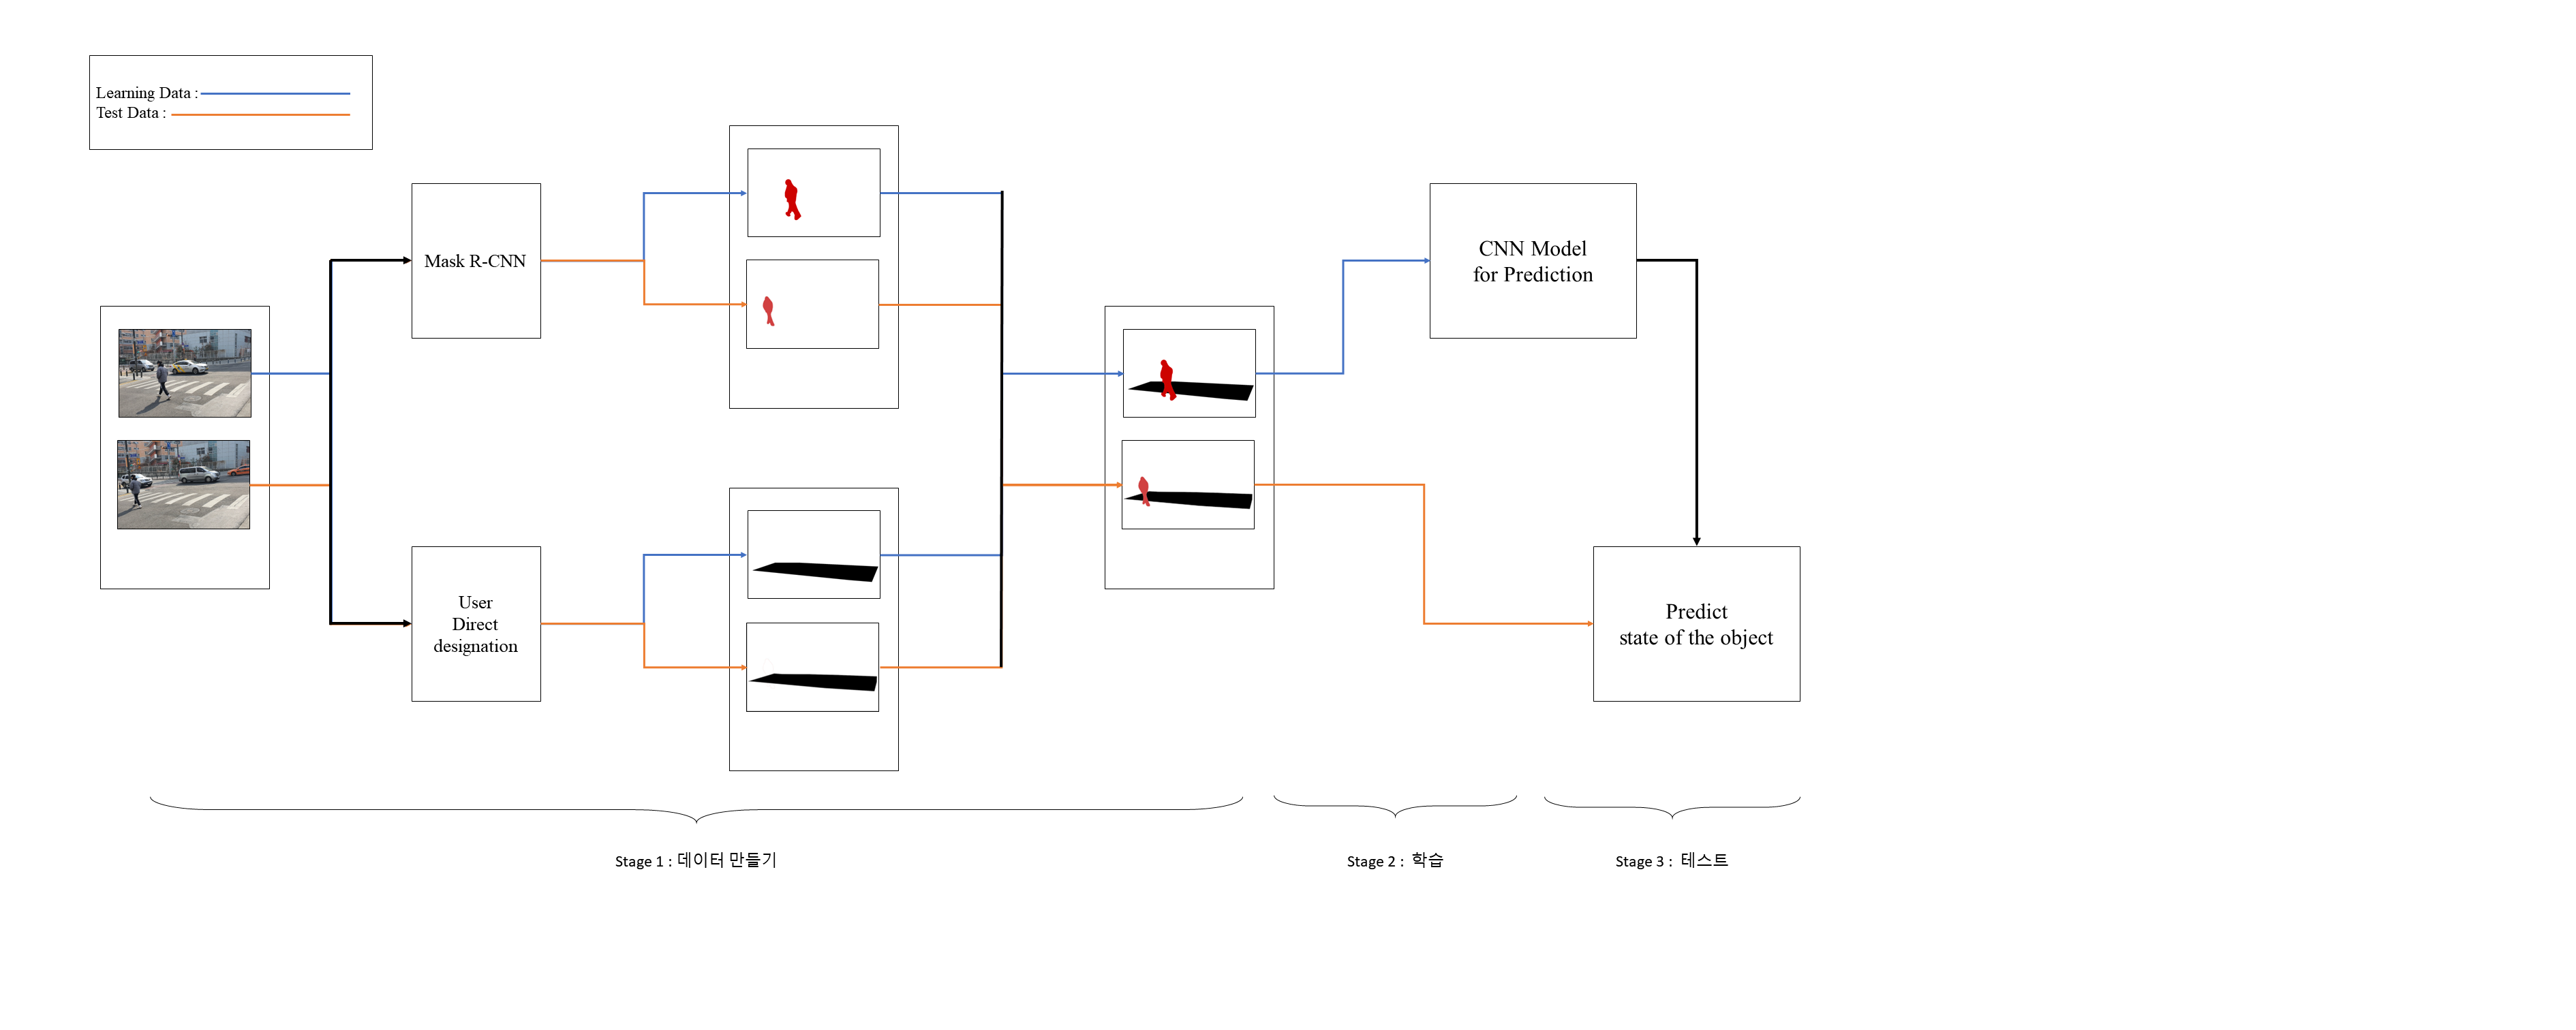 Learning Data :
Test Data :
Mask R-CNN
User
Direct
designation
CNN Model
for Prediction
Predict
state of the object
Stage 1 : 데이터 만들기
Stage 2 : 학습
Stage 3 : 테스트